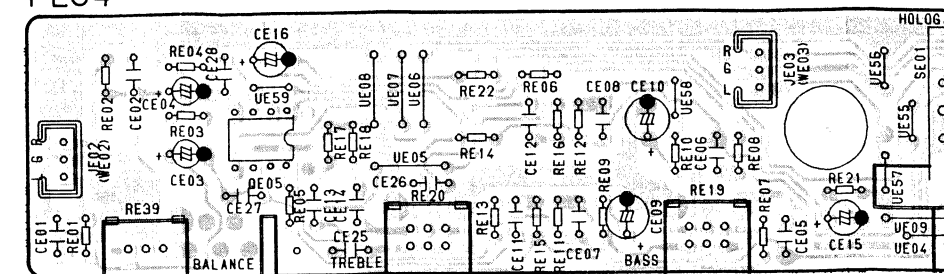 HOLOG
CE16
RE04
CE28
CE04
UE59
RE02
CE02
RE03
CE03
UE08
UE07
UE06
RE22
RE06
CE08
CE10
UE58
R
G
L
JE03
(WE03)
UE56
SE01
UE55
R
G
JE02
(WE02)
RE17
RE18
RE14
CE12
RE16
RE12
RE10
RE08
UE05
CE26
RE20
RE09
RE19
RE07
RE21
UE57
CE01
RE01
RE39
CE27
RE05
CE13
CE14
RE13
CE11
RE15
RE11
CE07
CE09
CE05
CE15
UE09
UE04
BALANCE
CE25
TREBLE
BASS